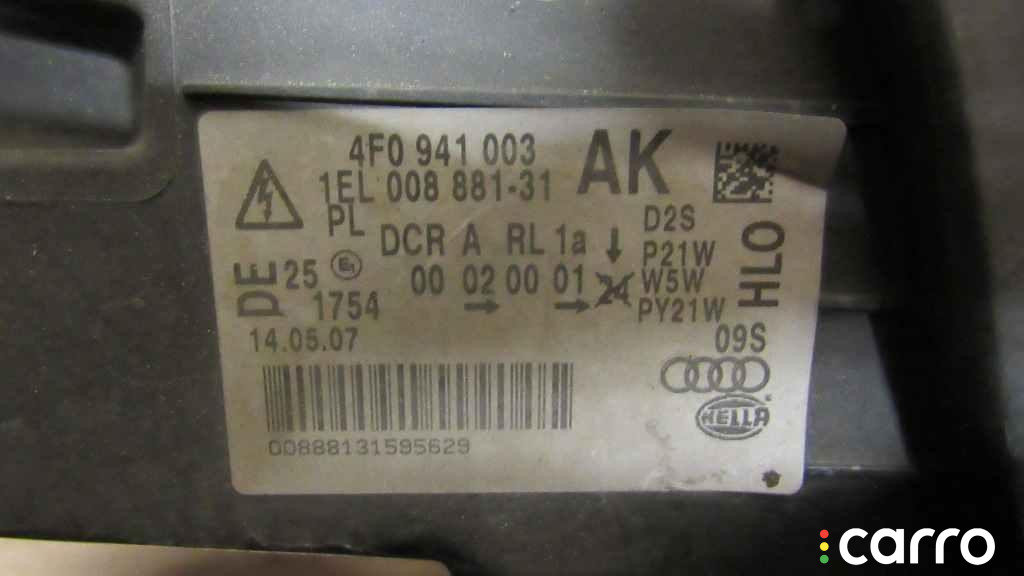 4F0 941 003 AK
1EL 008 881-31
PL DCR A RL 1a D2S
DE 25 E1 00 02 00 01 24 P21W HLO
1754 W5W
PY21W
14.05.07 09S
HELLA
00888131595629
carro